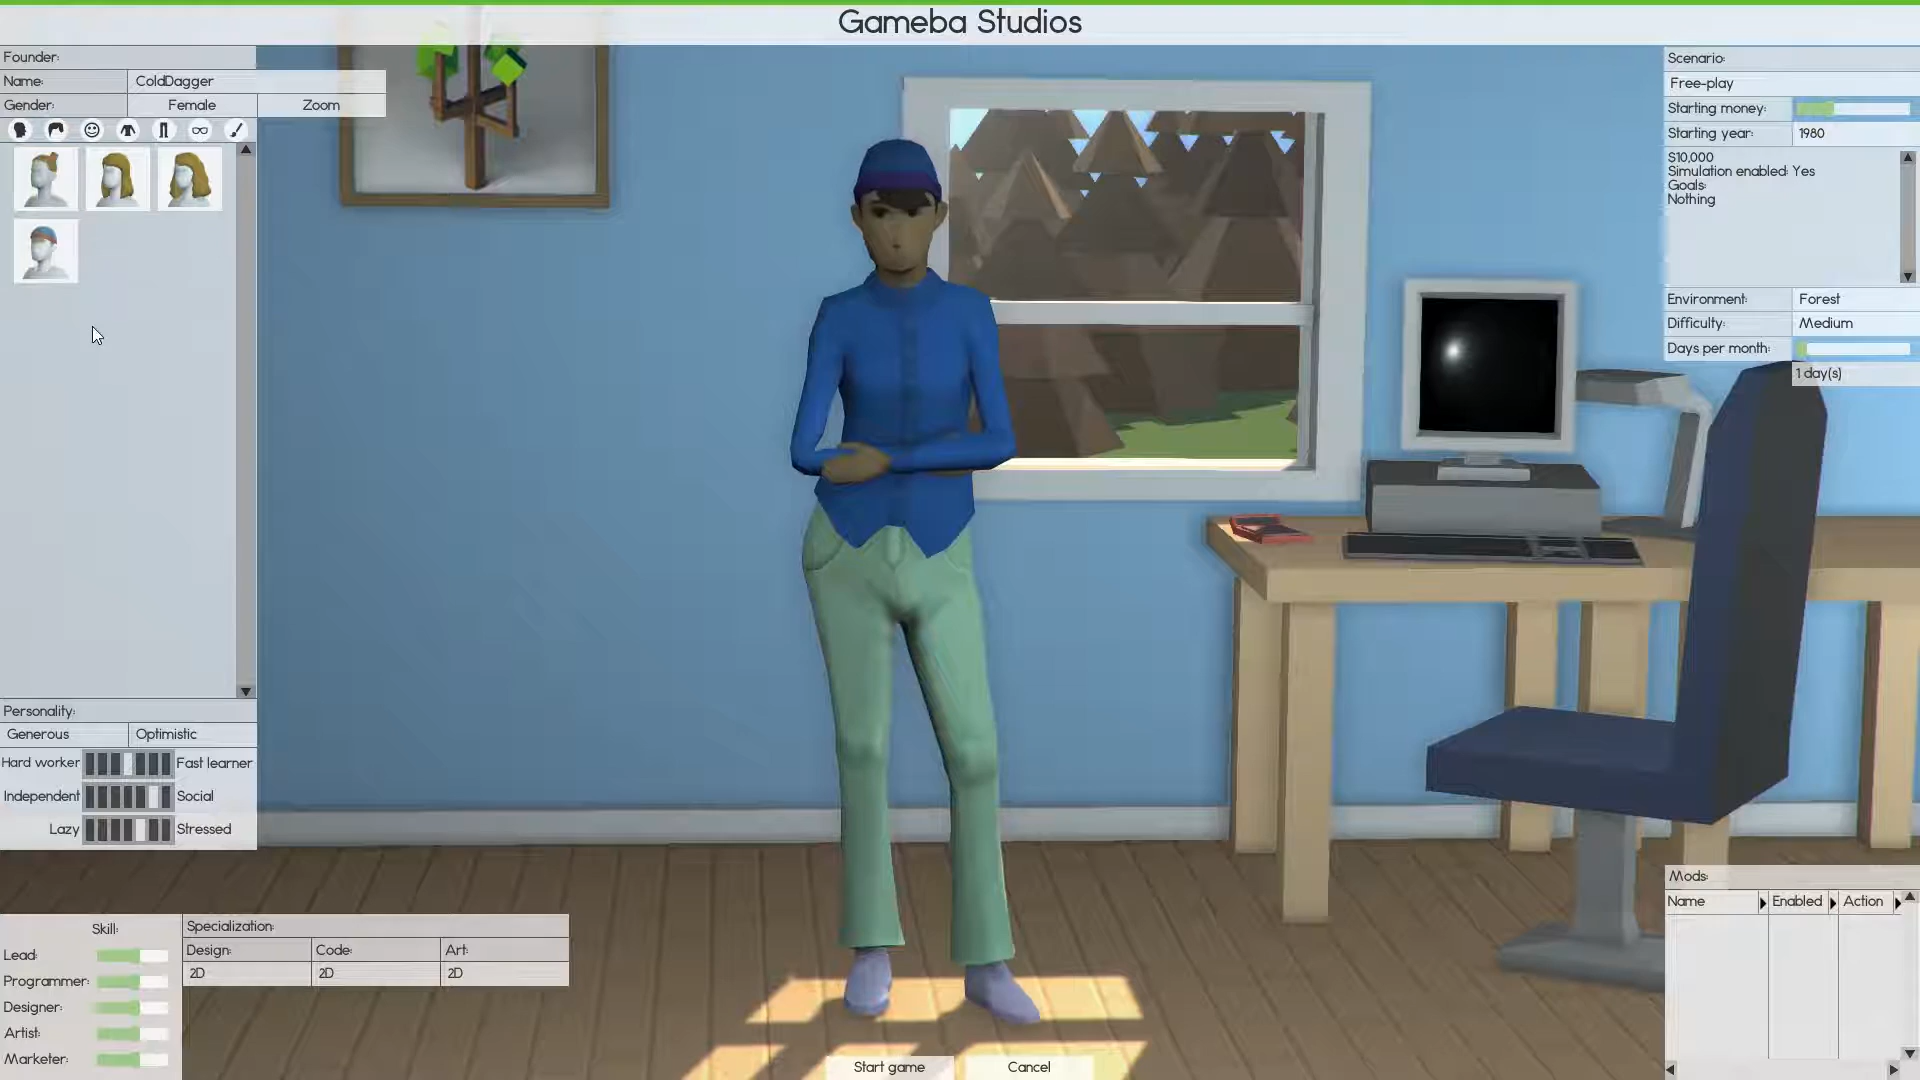 Gameba Studios
Founder:
Name: ColdDagger
Gender: Female Zoom
Personality:
Generous Optimistic
Hard worker Fast learner
Independent Social
Lazy Stressed
Skill:
Lead:
Programmer:
Designer:
Artist:
Marketer:
Specialization:
Design: Code: Art:
2D 2D 2D
Start game Cancel
Scenario:
Free-play
Starting money:
Starting year: 1980
$10,000
Simulation enabled: Yes
Goals:
Nothing
Environment: Forest
Difficulty: Medium
Days per month:
1 day(s)
Mods:
Name Enabled Action